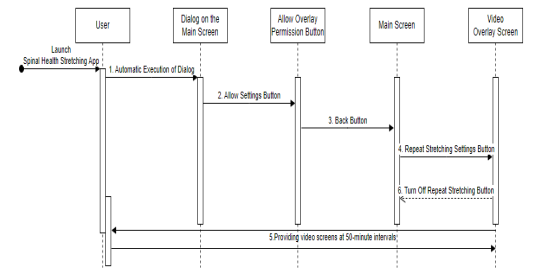 User
Dialog on the
Main Screen
Allow Overlay
Permission Button
Main Screen
Video
Overlay Screen
Launch
Spinal Health Stretching App
1. Automatic Execution of Dialog
2. Allow Settings Button
3. Back Button
4. Repeat Stretching Settings Button
6. Turn Off Repeat Stretching Button
5.Providing video screens at 50-minute intervals